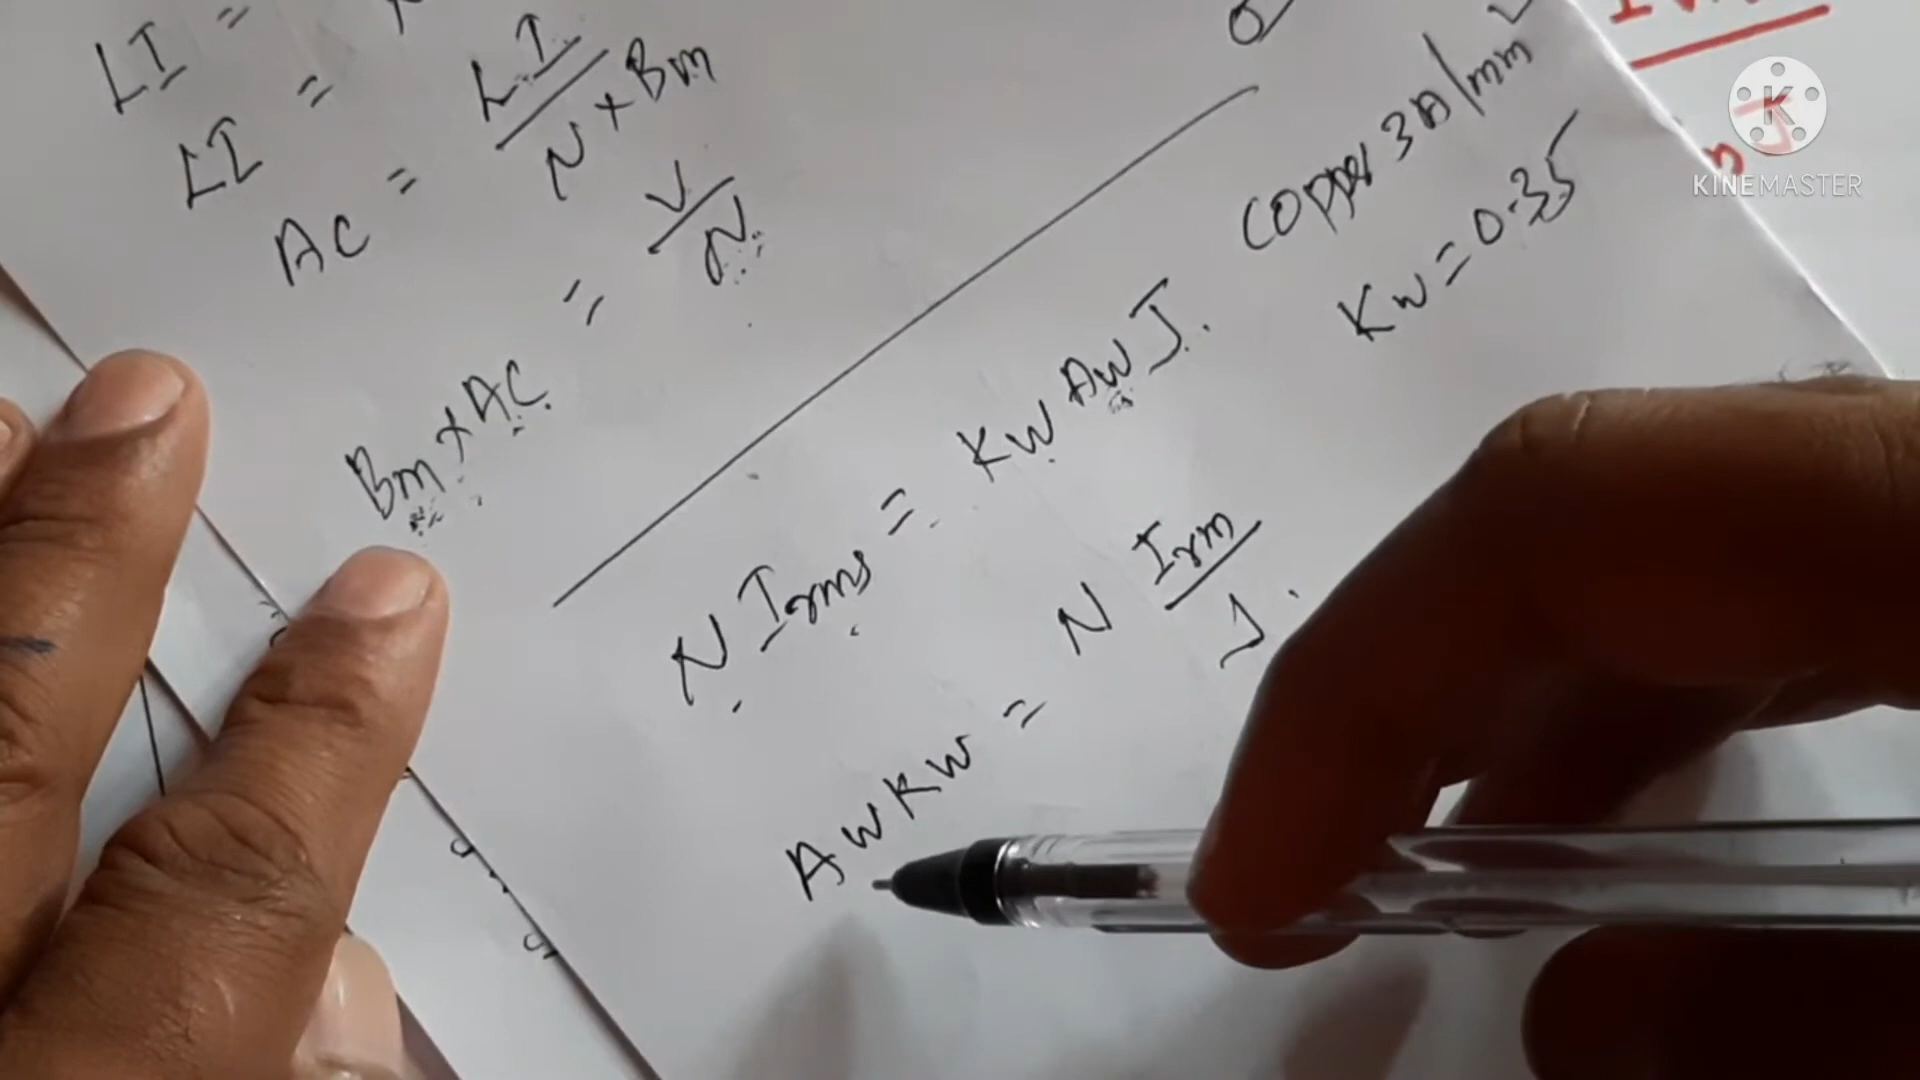 LI =
LI =
AC = LI / N × Bm
Bm × AC = V / N
Copper 3A/mm
Kw = 0.35
N Irms = Kw Aw J.
Aw Kw = N Irm / J.
KINEMASTER